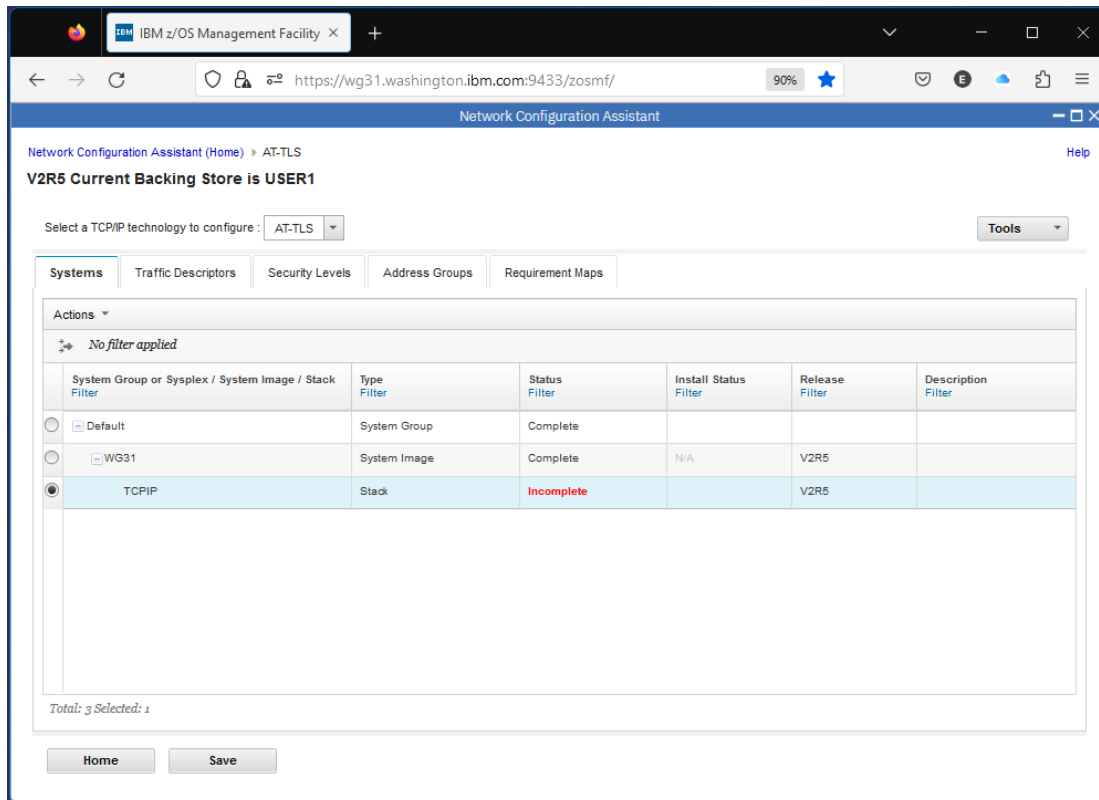 IBM IBM z/OS Management Facility
https://wg31.washington.ibm.com:9433/zosmf/ 90% E
Network Configuration Assistant
Network Configuration Assistant (Home) AT-TLS Help
V2R5 Current Backing Store is USER1
Select a TCP/IP technology to configure : AT-TLS Tools
Systems Traffic Descriptors Security Levels Address Groups Requirement Maps
Actions
No filter applied
System Group or Sysplex / System Image / Stack Type Status Install Status Release Description
Filter Filter Filter Filter Filter Filter
Default System Group Complete
WG31 System Image Complete N/A V2R5
TCPIP Stack Incomplete V2R5
Total: 3 Selected: 1
Home Save